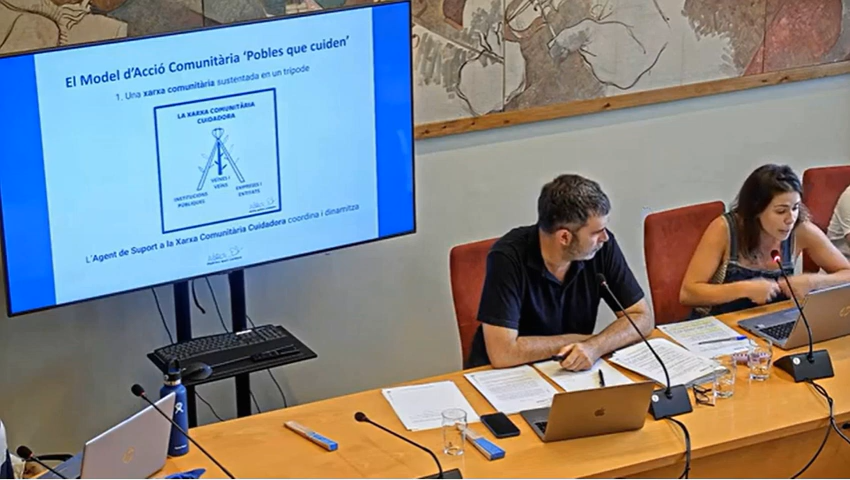 El Model d'Acció Comunitària 'Pobles que cuiden'
1. Una xarxa comunitària sustentada en un trípode
LA XARXA COMUNITÀRIA
CUIDADORA
INSTITUCIONS
PÚBLIQUES
VEÏNES I
VEÏNS
EMPRESES I
ENTITATS
L'Agent de Suport a la Xarxa Comunitària Cuidadora coordina i dinamitza